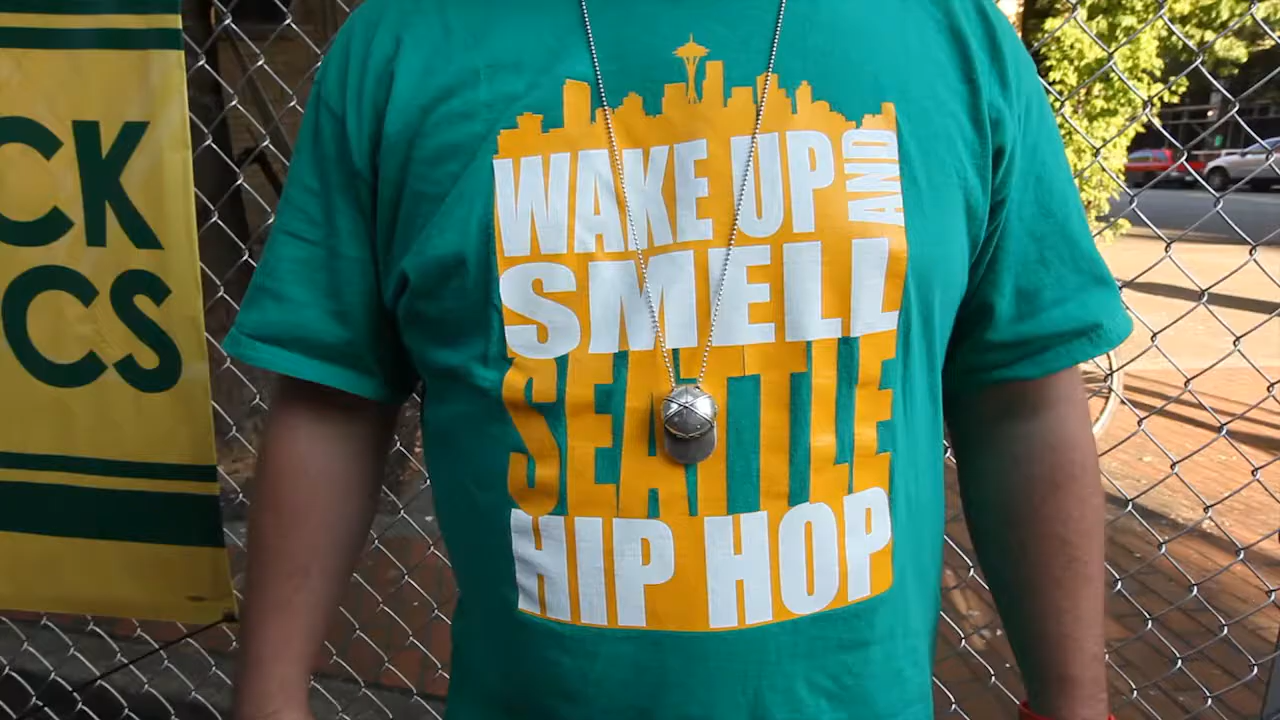 CK
CS
WAKE UP AND
SMELL
SEATTLE
HIP HOP